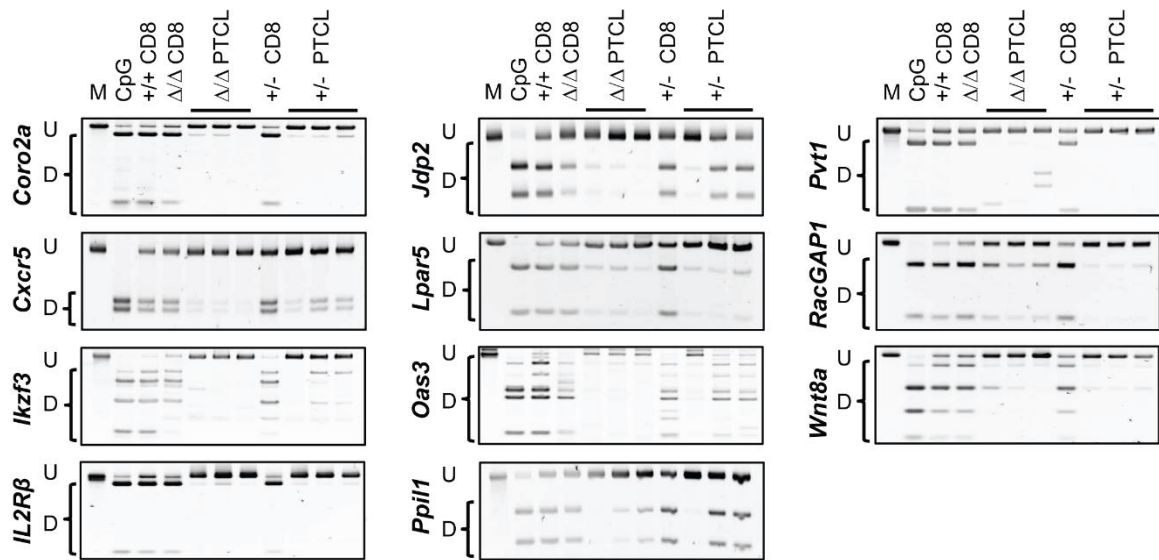 M CpG +/+ CD8 Δ/Δ CD8 Δ/Δ PTCL +/- CD8 +/- PTCL
Coro2a U D
Cxcr5 U D
Ikzf3 U D
IL2Rβ U D
M CpG +/+ CD8 Δ/Δ CD8 Δ/Δ PTCL +/- CD8 +/- PTCL
Jdp2 U D
Lpar5 U D
Oas3 U D
Ppil1 U D
M CpG +/+ CD8 Δ/Δ CD8 Δ/Δ PTCL +/- CD8 +/- PTCL
Pvt1 U D
RacGAP1 U D
Wnt8a U D